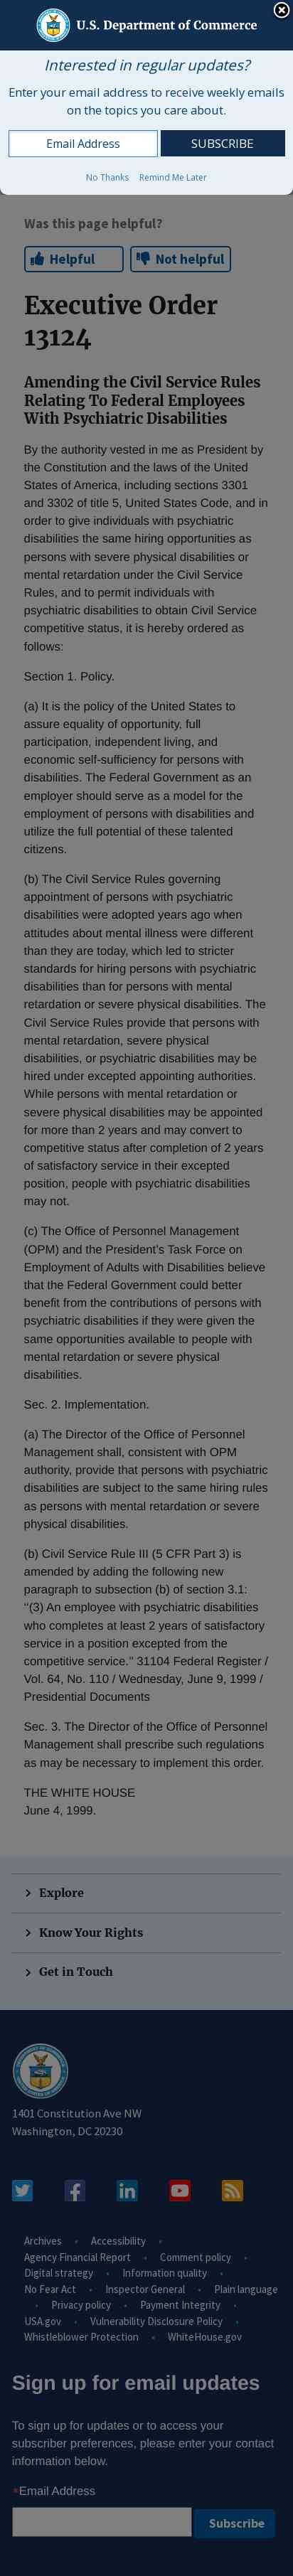 U.S. Department of Commerce
Interested in regular updates?
Enter your email address to receive weekly emails
on the topics you care about.
Email Address
SUBSCRIBE
No Thanks Remind Me Later
Was this page helpful?
Helpful
Not helpful
Executive Order
13124
Amending the Civil Service Rules
Relating To Federal Employees
With Psychiatric Disabilities
By the authority vested in me as President by
the Constitution and the laws of the United
States of America, including sections 3301
and 3302 of title 5, United States Code, and in
order to give individuals with psychiatric
disabilities the same hiring opportunities as
persons with severe physical disabilities or
mental retardation under the Civil Service
Rules, and to permit individuals with
psychiatric disabilities to obtain Civil Service
competitive status, it is hereby ordered as
follows:
Section 1. Policy.
(a) It is the policy of the United States to
assure equality of opportunity, full
participation, independent living, and
economic self-sufficiency for persons with
disabilities. The Federal Government as an
employer should serve as a model for the
employment of persons with disabilities and
utilize the full potential of these talented
citizens.
(b) The Civil Service Rules governing
appointment of persons with psychiatric
disabilities were adopted years ago when
attitudes about mental illness were different
than they are today, which led to stricter
standards for hiring persons with psychiatric
disabilities than for persons with mental
retardation or severe physical disabilities. The
Civil Service Rules provide that persons with
mental retardation, severe physical
disabilities, or psychiatric disabilities may be
hired under excepted appointing authorities.
While persons with mental retardation or
severe physical disabilities may be appointed
for more than 2 years and may convert to
competitive status after completion of 2 years
of satisfactory service in their excepted
position, people with psychiatric disabilities
may not.
(c) The Office of Personnel Management
(OPM) and the President's Task Force on
Employment of Adults with Disabilities believe
that the Federal Government could better
benefit from the contributions of persons with
psychiatric disabilities if they were given the
same opportunities available to people with
mental retardation or severe physical
disabilities.
Sec. 2. Implementation.
(a) The Director of the Office of Personnel
Management shall, consistent with OPM
authority, provide that persons with psychiatric
disabilities are subject to the same hiring rules
as persons with mental retardation or severe
physical disabilities.
(b) Civil Service Rule III (5 CFR Part 3) is
amended by adding the following new
paragraph to subsection (b) of section 3.1:
‘‘(3) An employee with psychiatric disabilities
who completes at least 2 years of satisfactory
service in a position excepted from the
competitive service.’’ 31104 Federal Register /
Vol. 64, No. 110 / Wednesday, June 9, 1999 /
Presidential Documents
Sec. 3. The Director of the Office of Personnel
Management shall prescribe such regulations
as may be necessary to implement this order.
THE WHITE HOUSE
June 4, 1999.
Explore
Know Your Rights
Get in Touch
1401 Constitution Ave NW
Washington, DC 20230
Archives • Accessibility •
Agency Financial Report • Comment policy •
Digital strategy • Information quality •
No Fear Act • Inspector General • Plain language
• Privacy policy • Payment Integrity •
USA.gov • Vulnerability Disclosure Policy •
Whistleblower Protection • WhiteHouse.gov
Sign up for email updates
To sign up for updates or to access your
subscriber preferences, please enter your contact
information below.
*Email Address
Subscribe